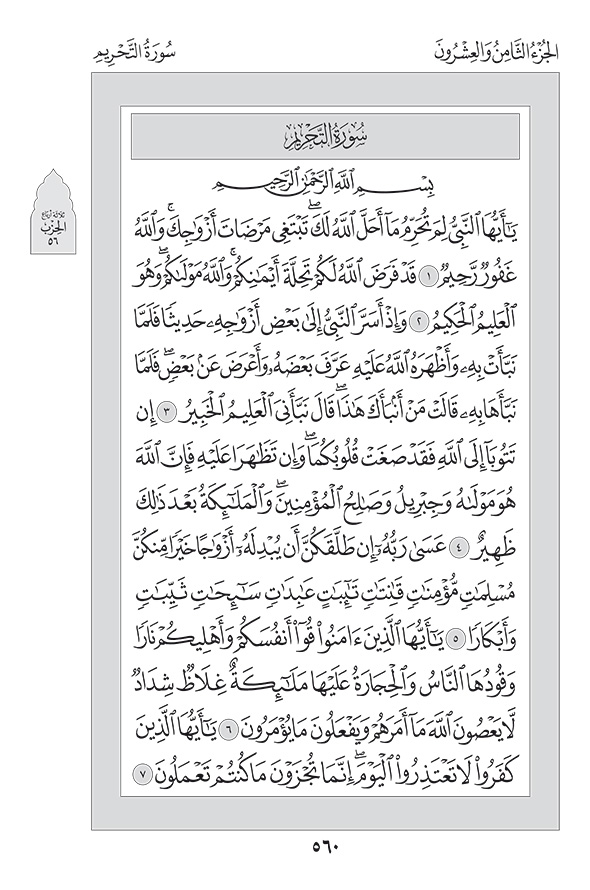 الجُزْءُ الثَّامِنُ وَالعِشْرُونَ
سُورَةُ التَّحْرِيمِ
سُورَةُ التَّحْرِيمِ
ثلاثة أرباع
الحزب
٥٦
بِسْمِ ٱللَّهِ ٱلرَّحْمَٰنِ ٱلرَّحِيمِ
يَٰٓأَيُّهَا ٱلنَّبِيُّ لِمَ تُحَرِّمُ مَآ أَحَلَّ ٱللَّهُ لَكَۖ تَبْتَغِي مَرْضَاتَ أَزْوَٰجِكَۚ وَٱللَّهُ
غَفُورٌ رَّحِيمٌ ١ قَدْ فَرَضَ ٱللَّهُ لَكُمْ تَحِلَّةَ أَيْمَٰنِكُمْۚ وَٱللَّهُ مَوْلَىٰكُمْۖ وَهُوَ
ٱلْعَلِيمُ ٱلْحَكِيمُ ٢ وَإِذْ أَسَرَّ ٱلنَّبِيُّ إِلَىٰ بَعْضِ أَزْوَٰجِهِۦ حَدِيثًا فَلَمَّا
نَبَّأَتْ بِهِۦ وَأَظْهَرَهُ ٱللَّهُ عَلَيْهِ عَرَّفَ بَعْضَهُۥ وَأَعْرَضَ عَنۢ بَعْضٍۖ فَلَمَّا
نَبَّأَهَا بِهِۦ قَالَتْ مَنْ أَنۢبَأَكَ هَٰذَاۖ قَالَ نَبَّأَنِيَ ٱلْعَلِيمُ ٱلْخَبِيرُ ٣ إِن
تَتُوبَآ إِلَى ٱللَّهِ فَقَدْ صَغَتْ قُلُوبُكُمَاۖ وَإِن تَظَٰهَرَا عَلَيْهِ فَإِنَّ ٱللَّهَ
هُوَ مَوْلَىٰهُ وَجِبْرِيلُ وَصَٰلِحُ ٱلْمُؤْمِنِينَۖ وَٱلْمَلَٰٓئِكَةُ بَعْدَ ذَٰلِكَ
ظَهِيرٌ ٤ عَسَىٰ رَبُّهُۥٓ إِن طَلَّقَكُنَّ أَن يُبْدِلَهُۥٓ أَزْوَٰجًا خَيْرًا مِّنكُنَّ
مُسْلِمَٰتٍ مُّؤْمِنَٰتٍ قَٰنِتَٰتٍ تَٰٓئِبَٰتٍ عَٰبِدَٰتٍ سَٰٓئِحَٰتٍ ثَيِّبَٰتٍ
وَأَبْكَارًا ٥ يَٰٓأَيُّهَا ٱلَّذِينَ ءَامَنُوا۟ قُوٓا۟ أَنفُسَكُمْ وَأَهْلِيكُمْ نَارًا
وَقُودُهَا ٱلنَّاسُ وَٱلْحِجَارَةُ عَلَيْهَا مَلَٰٓئِكَةٌ غِلَاظٌ شِدَادٌ
لَّا يَعْصُونَ ٱللَّهَ مَآ أَمَرَهُمْ وَيَفْعَلُونَ مَا يُؤْمَرُونَ ٦ يَٰٓأَيُّهَا ٱلَّذِينَ
كَفَرُوا۟ لَا تَعْتَذِرُوا۟ ٱلْيَوْمَۖ إِنَّمَا تُجْزَوْنَ مَا كُنتُمْ تَعْمَلُونَ ٧
٥٦٠